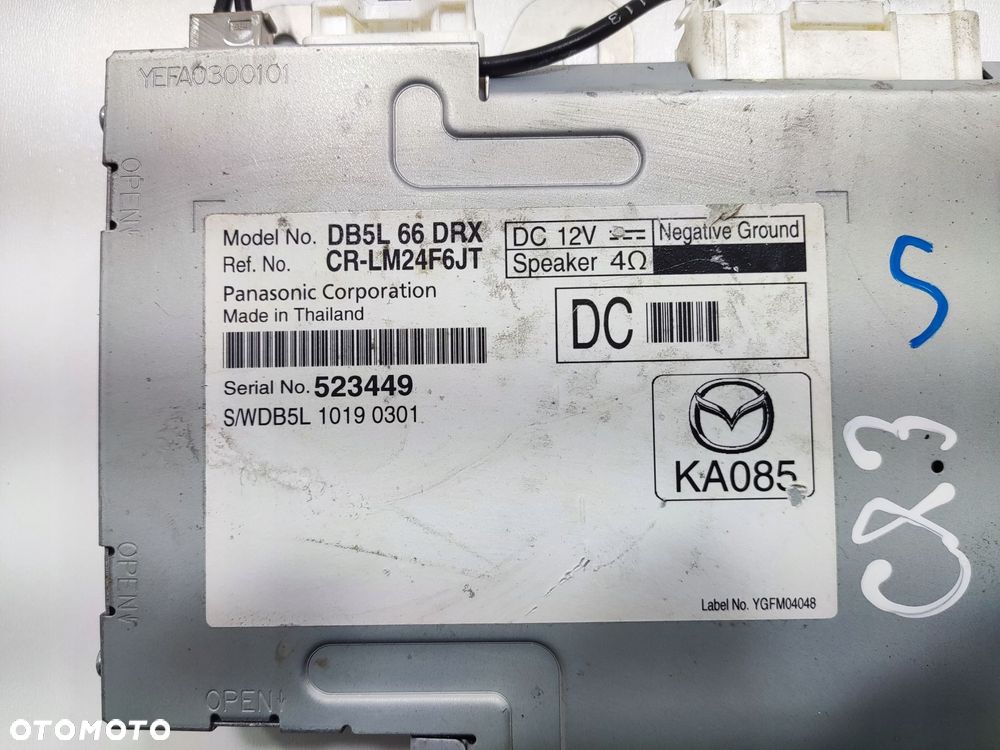 YEFA0300101
OPEN
Model No. DB5L 66 DRX
Ref. No. CR-LM24F6JT
DC 12V Negative Ground
Speaker 4Ω
Panasonic Corporation
Made in Thailand
DC
Serial No. 523449
S/WDB5L 1019 0301
KA085
Label No. YGFM04048
5
CX3
OPEN
OPEN
OTOMOTO